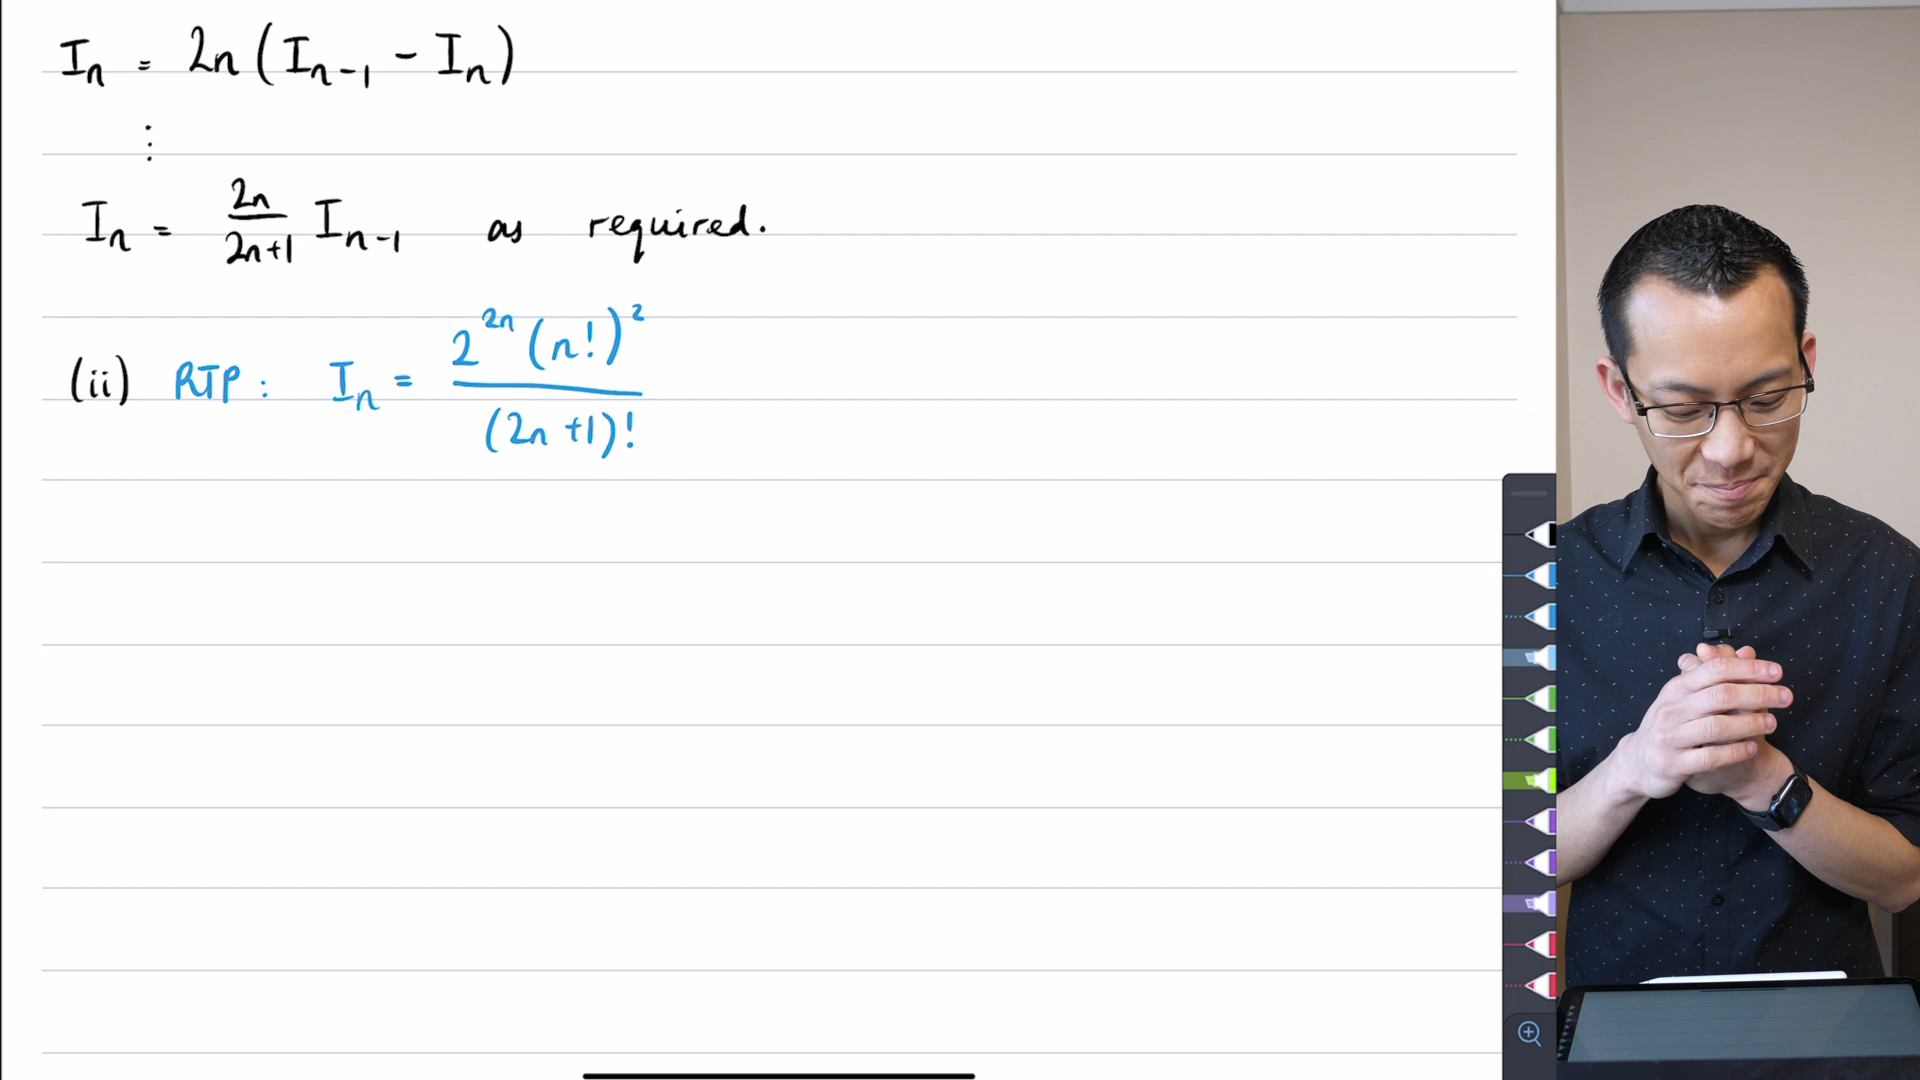 Iₙ = 2n (Iₙ₋₁ − Iₙ)
⋮
Iₙ = 2n/(2n+1) Iₙ₋₁ as required.
(ii) RTP : Iₙ = 2²ⁿ (n!)² / (2n+1)!